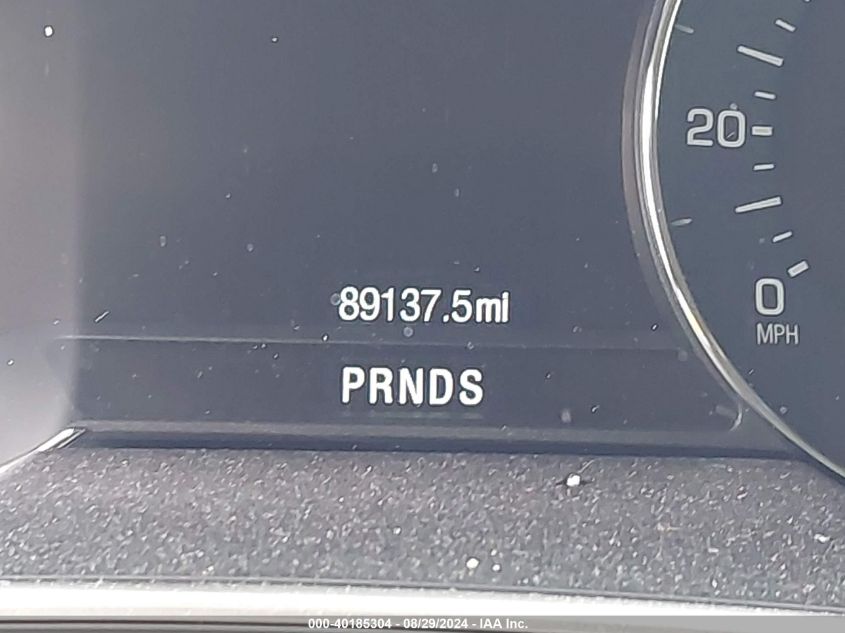 20
89137.5mi
0
MPH
PRNDS
000-40185304 - 08/29/2024 - IAA Inc.